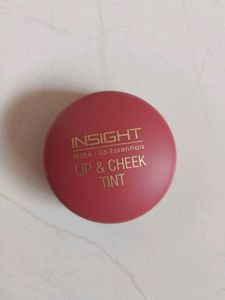 INSIGHT
Make-up Essentials
LIP & CHEEK
TINT